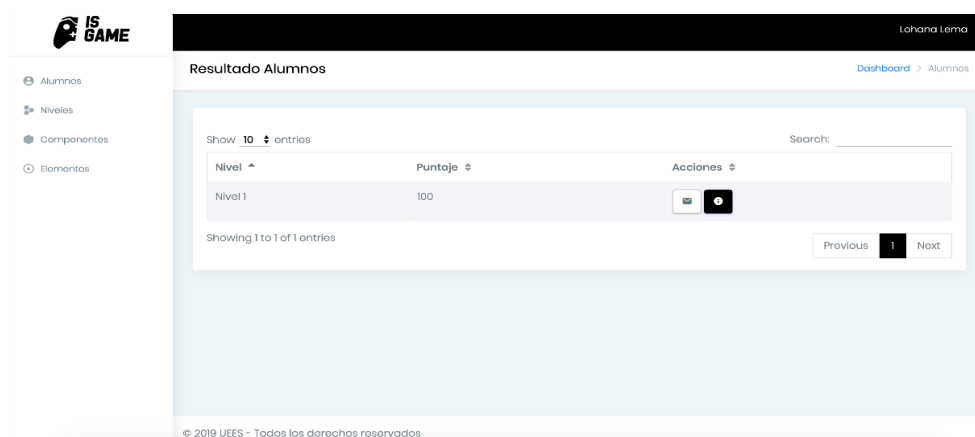 IS
GAME
Lohana Lema
Alumnos
Niveles
Componentes
Elementos
Resultado Alumnos
Dashboard > Alumnos
Show 10 entries
Search:
Nivel Puntaje Acciones
Nivel 1 100
Showing 1 to 1 of 1 entries
Previous 1 Next
© 2019 UEES - Todos los derechos reservados